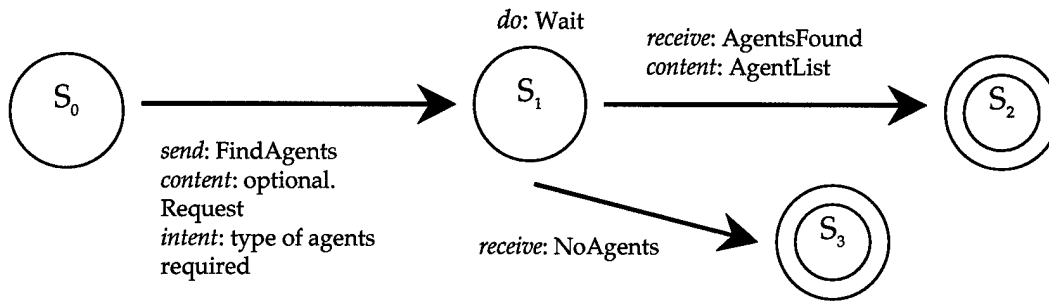 do: Wait
receive: AgentsFound
content: AgentList
S₀
S₁
S₂
send: FindAgents
content: optional.
Request
intent: type of agents
required
receive: NoAgents
S₃